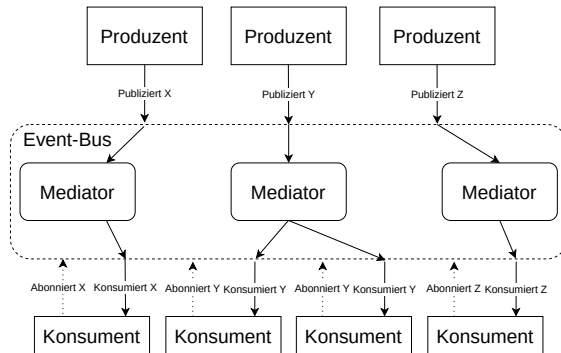 Produzent
Produzent
Produzent
Publiziert X
Publiziert Y
Publiziert Z
Event-Bus
Mediator
Mediator
Mediator
Abonniert X
Konsumiert X
Abonniert Y
Konsumiert Y
Abonniert Y
Konsumiert Y
Abonniert Z
Konsumiert Z
Konsument
Konsument
Konsument
Konsument